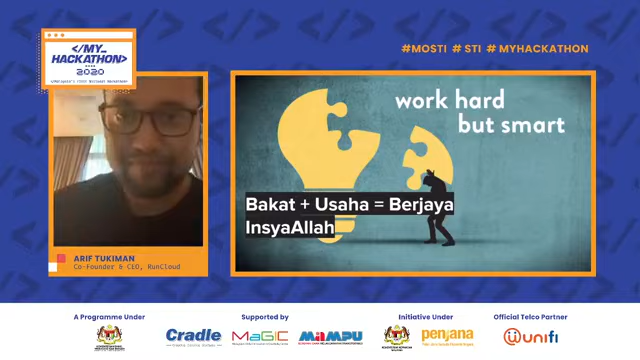 #MOSTI # STI # MYHACKATHON
</MY_
HACKATHON>
2020
work hard
but smart
Bakat + Usaha = Berjaya
InsyaAllah
ARIF TUKIMAN
Co-Founder & CEO, RunCloud
A Programme Under
Supported by
Initiative Under
Official Telco Partner
Cradle
MaGIC
MAMPU
penjana
unifi